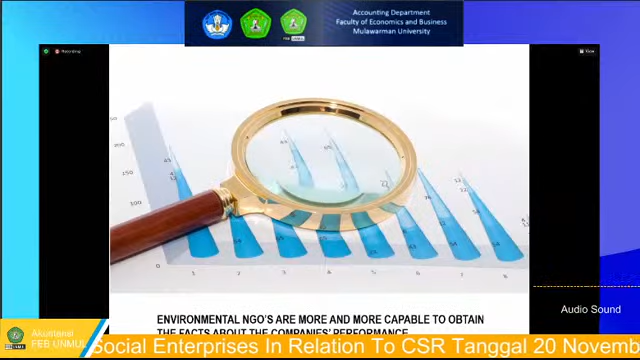 Accounting Department
Faculty of Economics and Business
Mulawarman University
Recording
View
ENVIRONMENTAL NGO'S ARE MORE AND MORE CAPABLE TO OBTAIN
THE FACTS ABOUT THE COMPANIES' PERFORMANCE
Audio Sound
Akuntansi
FEB UNMUL
Social Enterprises In Relation To CSR Tanggal 20 Novemb